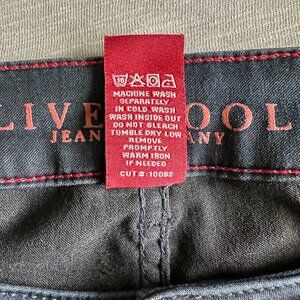 MACHINE WASH
SEPARATELY
IN COLD. WASH
WASH INSIDE OUT
DO NOT BLEACH
TUMBLE DRY LOW
REMOVE
PROMPTLY
WARM IRON
IF NEEDED
CUT#:10082
LIVE OOL
JEAN ANY